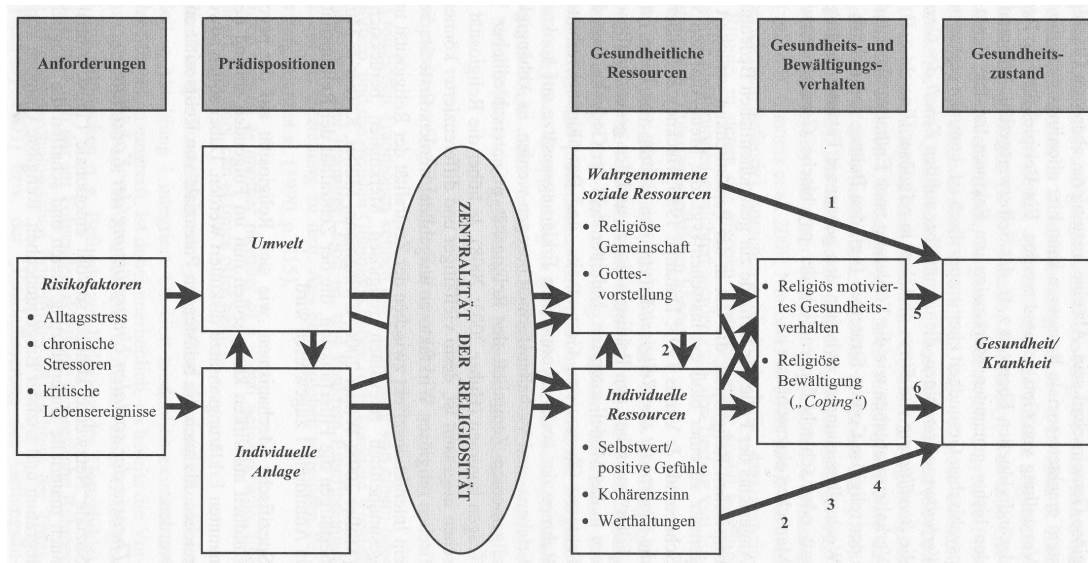 Anforderungen
Prädispositionen
Gesundheitliche
Ressourcen
Gesundheits- und
Bewältigungs-
verhalten
Gesundheits-
zustand
Risikofaktoren
• Alltagsstress
• chronische
Stressoren
• kritische
Lebensereignisse
Umwelt
Individuelle
Anlage
ZENTRALITÄT DER RELIGIOSITÄT
Wahrgenommene
soziale Ressourcen
• Religiöse
Gemeinschaft
• Gottes-
vorstellung
2
Individuelle
Ressourcen
• Selbstwert/
positive Gefühle
• Kohärenzsinn
• Werthaltungen
1
• Religiös motivier-
tes Gesundheits-
verhalten
• Religiöse
Bewältigung
(„Coping“)
5
6
2
3
4
Gesundheit/
Krankheit